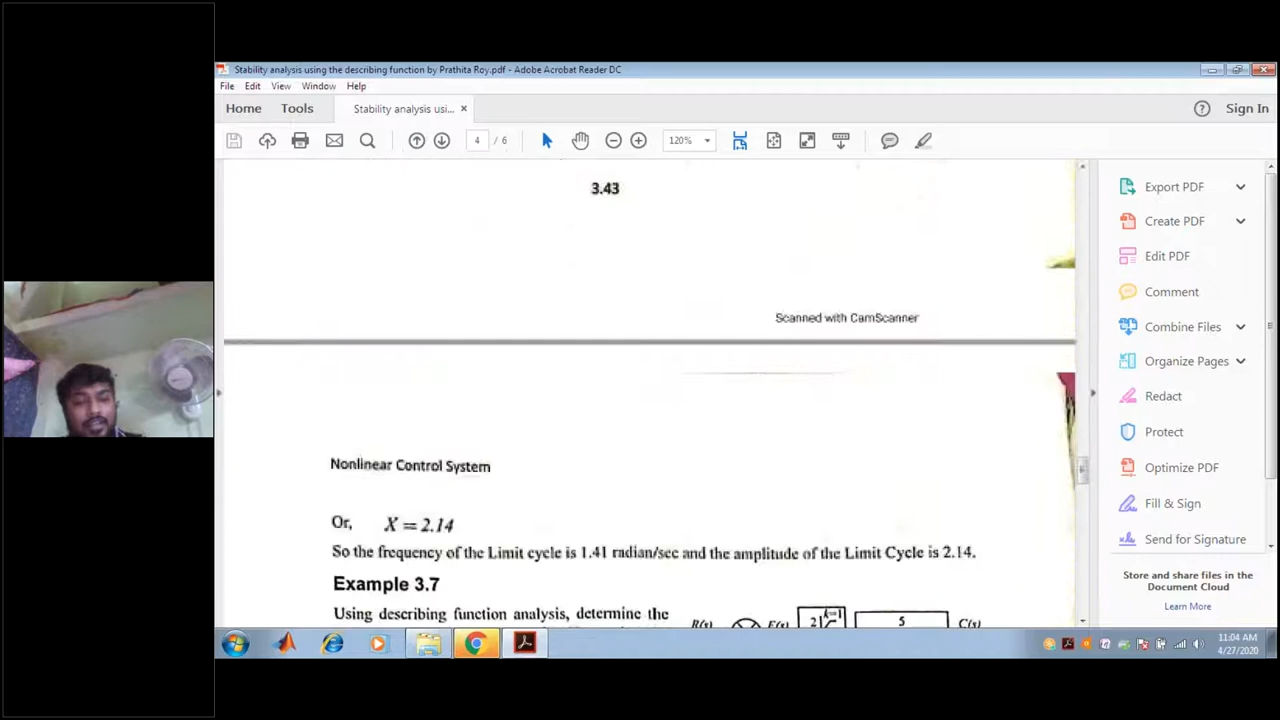 Stability analysis using the describing function by Prathita Roy.pdf - Adobe Acrobat Reader DC
File Edit View Window Help
Home Tools Stability analysis usi... × Sign In
4 / 6 120%
3.43
Scanned with CamScanner
Nonlinear Control System
Or, X = 2.14
So the frequency of the Limit cycle is 1.41 radian/sec and the amplitude of the Limit Cycle is 2.14.
Example 3.7
Using describing function analysis, determine the
R(s) E(s) 2 k=1 5 C(s)
Export PDF
Create PDF
Edit PDF
Comment
Combine Files
Organize Pages
Redact
Protect
Optimize PDF
Fill & Sign
Send for Signature
Store and share files in the
Document Cloud
Learn More
11:04 AM
4/27/2020